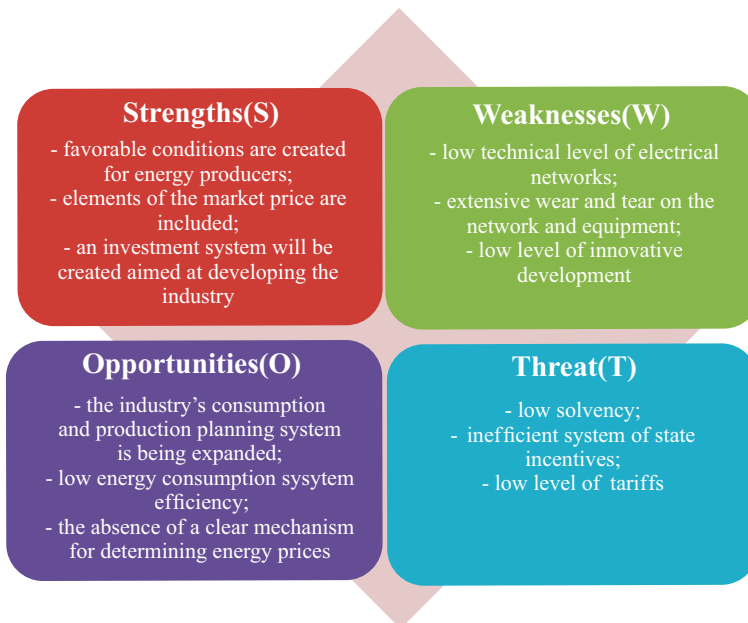 Strengths(S)
- favorable conditions are created
for energy producers;
- elements of the market price are
included;
- an investment system will be
created aimed at developing the
industry
Weaknesses(W)
- low technical level of electrical
networks;
- extensive wear and tear on the
network and equipment;
- low level of innovative
development
Opportunities(O)
- the industry's consumption
and production planning system
is being expanded;
- low energy consumption sysytem
efficiency;
- the absence of a clear mechanism
for determining energy prices
Threat(T)
- low solvency;
- inefficient system of state
incentives;
- low level of tariffs